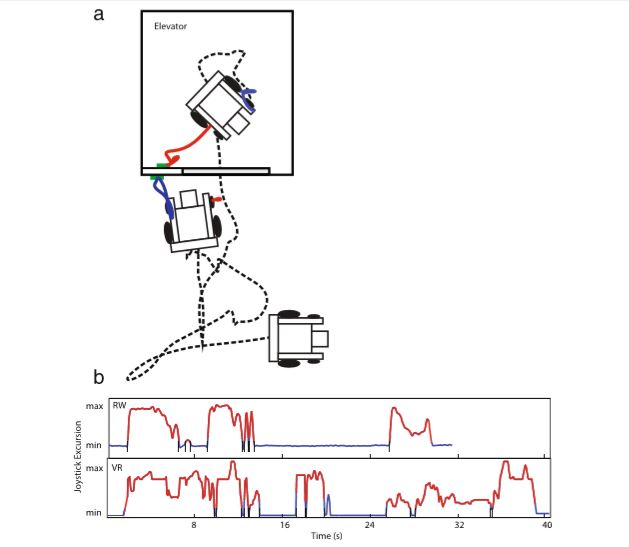 a
Elevator
b
max
RW
min
Joystick Excursion
max
VR
min
8
16
24
32
40
Time (s)